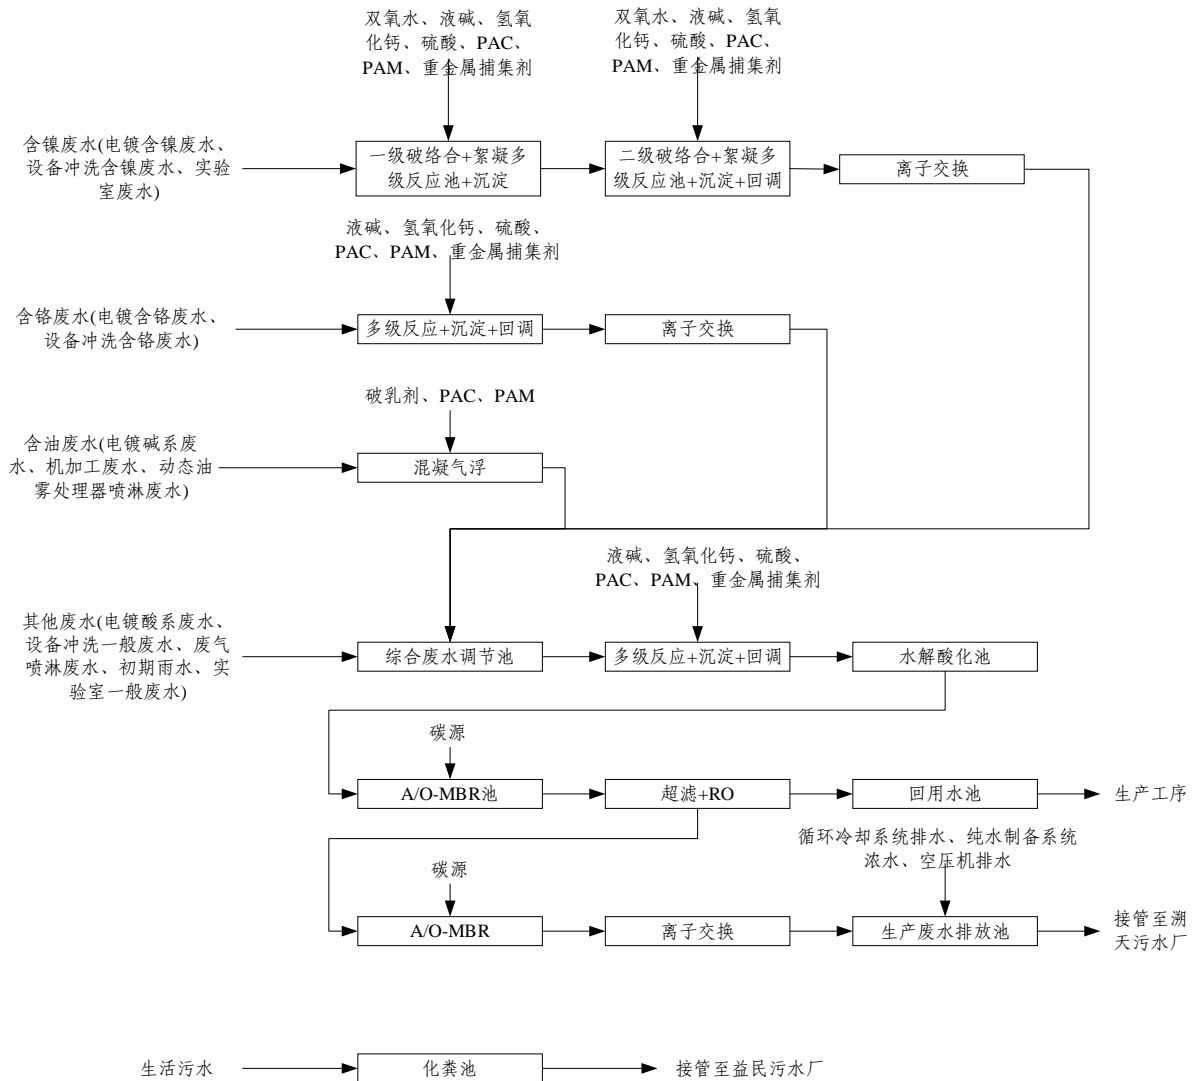 双氧水、液碱、氢氧
化钙、硫酸、PAC、
PAM、重金属捕集剂
双氧水、液碱、氢氧
化钙、硫酸、PAC、
PAM、重金属捕集剂
含镍废水(电镀含镍废水、
设备冲洗含镍废水、实验
室废水)
一级破络合+絮凝多
级反应池+沉淀
二级破络合+絮凝多
级反应池+沉淀+回调
离子交换
液碱、氢氧化钙、硫酸、
PAC、PAM、重金属捕集剂
含铬废水(电镀含铬废水、
设备冲洗含铬废水)
多级反应+沉淀+回调
离子交换
破乳剂、PAC、PAM
含油废水(电镀碱系废
水、机加工废水、动态油
雾处理器喷淋废水)
混凝气浮
液碱、氢氧化钙、硫酸、
PAC、PAM、重金属捕集剂
其他废水(电镀酸系废水、
设备冲洗一般废水、废气
喷淋废水、初期雨水、实
验室一般废水)
综合废水调节池
多级反应+沉淀+回调
水解酸化池
碳源
A/O-MBR池
超滤+RO
回用水池
生产工序
循环冷却系统排水、纯水制备系统
浓水、空压机排水
碳源
A/O-MBR
离子交换
生产废水排放池
接管至溯
天污水厂
生活污水
化粪池
接管至益民污水厂